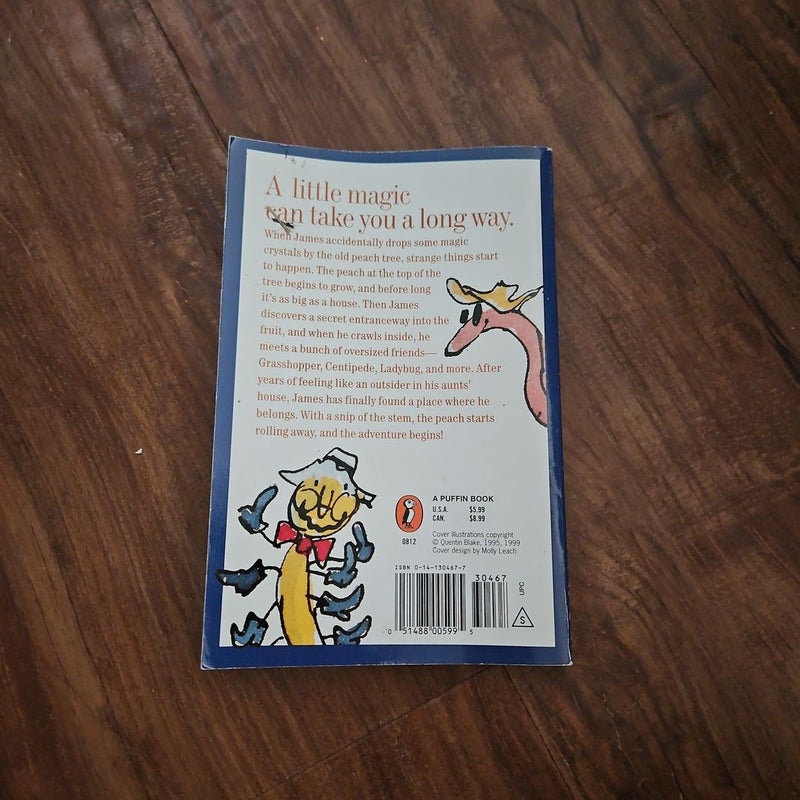 A little magic
can take you a long way.
When James accidentally drops some magic
crystals by the old peach tree, strange things start
to happen. The peach at the top of the
tree begins to grow, and before long
it's as big as a house. Then James
discovers a secret entranceway into the
fruit, and when he crawls inside, he
meets a bunch of oversized friends—
Grasshopper, Centipede, Ladybug, and more. After
years of feeling like an outsider in his aunts'
house, James has finally found a place where he
belongs. With a snip of the stem, the peach starts
rolling away, and the adventure begins!
A PUFFIN BOOK
U.S.A. $5.99
CAN. $8.99
0812
Cover illustrations copyright
© Quentin Blake, 1995, 1999
Cover design by Molly Leach
ISBN 0-14-130467-7
30467
UPC
S
0 51488 00599 5